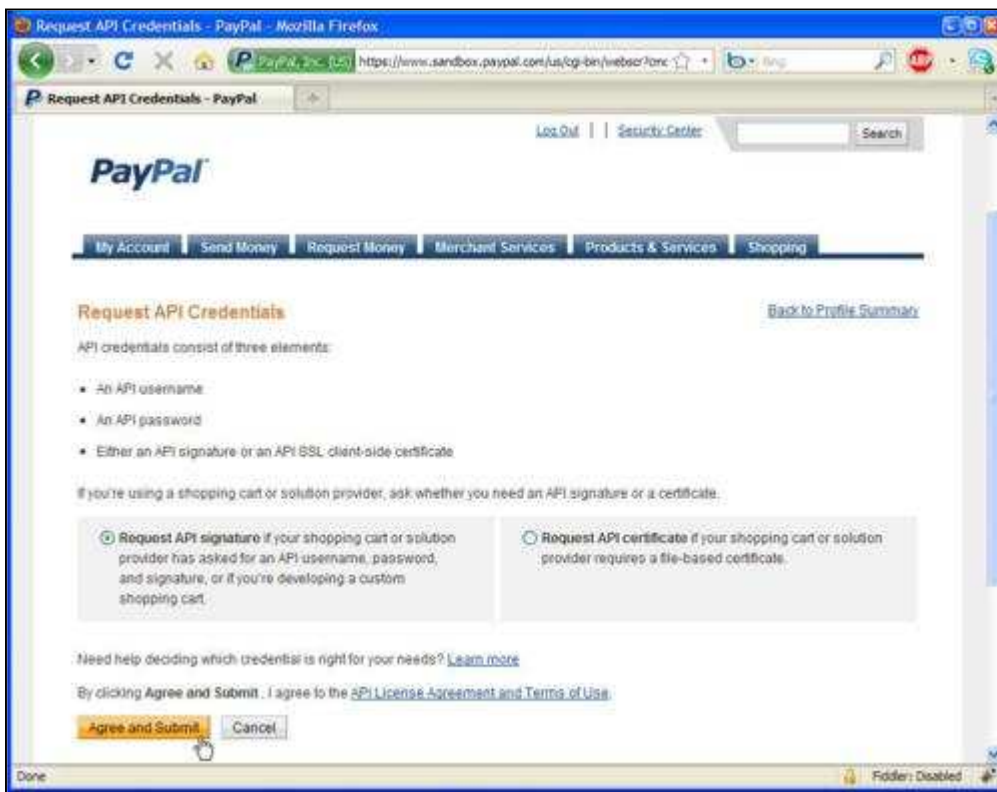 Request API Credentials - PayPal - Mozilla Firefox
PayPal, Inc. (US) https://www.sandbox.paypal.com/us/cgi-bin/webscr?cmd
Bing
ABP
Request API Credentials - PayPal
Log Out | | Security Center
Search
PayPal
My Account Send Money Request Money Merchant Services Products & Services Shopping
Request API Credentials
Back to Profile Summary
API credentials consist of three elements:
• An API username
• An API password
• Either an API signature or an API SSL client-side certificate
If you're using a shopping cart or solution provider, ask whether you need an API signature or a certificate.
Request API signature if your shopping cart or solution
provider has asked for an API username, password,
and signature, or if you're developing a custom
shopping cart.
Request API certificate if your shopping cart or solution
provider requires a file-based certificate.
Need help deciding which credential is right for your needs? Learn more
By clicking Agree and Submit , I agree to the API License Agreement and Terms of Use.
Agree and Submit Cancel
Done
Fiddler: Disabled